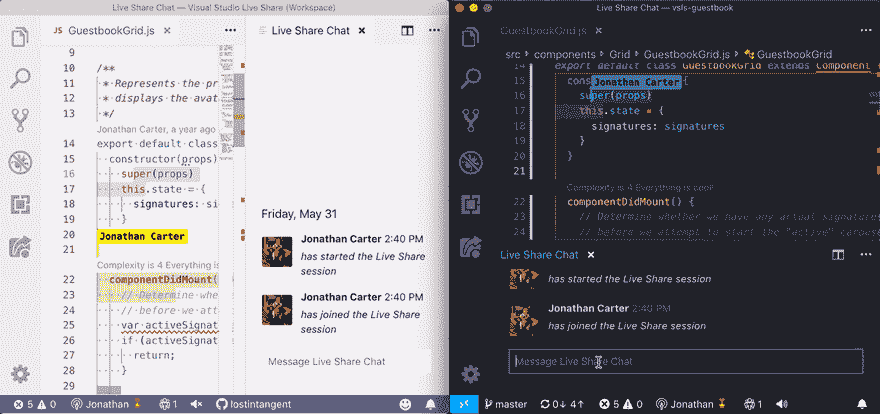 Live Share Chat — Visual Studio Live Share (Workspace)
JS GuestbookGrid.js
Live Share Chat
9
10 /**
11 * Represents the pr
12 * displays the avat
13 */
Jonathan Carter, a year ago
14 export default class
15 constructor(props)
16 super(props)
17 this.state = {
18 signatures: si
19 }
20
Jonathan Carter
21
Complexity is 4 Everything is
22 componentDidMount(
23 // Determine whe
24 // before we att
25 var activeSignat
26 if (activeSignat
27 return;
28 }
29
Friday, May 31
Jonathan Carter 2:40 PM
has started the Live Share
session
Jonathan Carter 2:40 PM
has joined the Live Share
session
Message Live Share Chat
5 0 Jonathan 1 lostintangent
Live Share Chat — vsls-guestbook
GuestbookGrid.js
src > components > Grid > GuestbookGrid.js > GuestbookGrid
14 export default class GuestbookGrid extends Component
15 cons
Jonathan Carter
{
16 super(props)
17 this.state = {
18 signatures: signatures
19 }
20 }
21
Complexity is 4 Everything is cool
22 componentDidMount() {
23 // Determine whether we have any actual signatures
24 // before we attempt to start the "active" carouse
Live Share Chat
has started the Live Share session
Jonathan Carter 2:40 PM
has joined the Live Share session
Message Live Share Chat
master 0↓ 4↑ 5 0 Jonathan 1